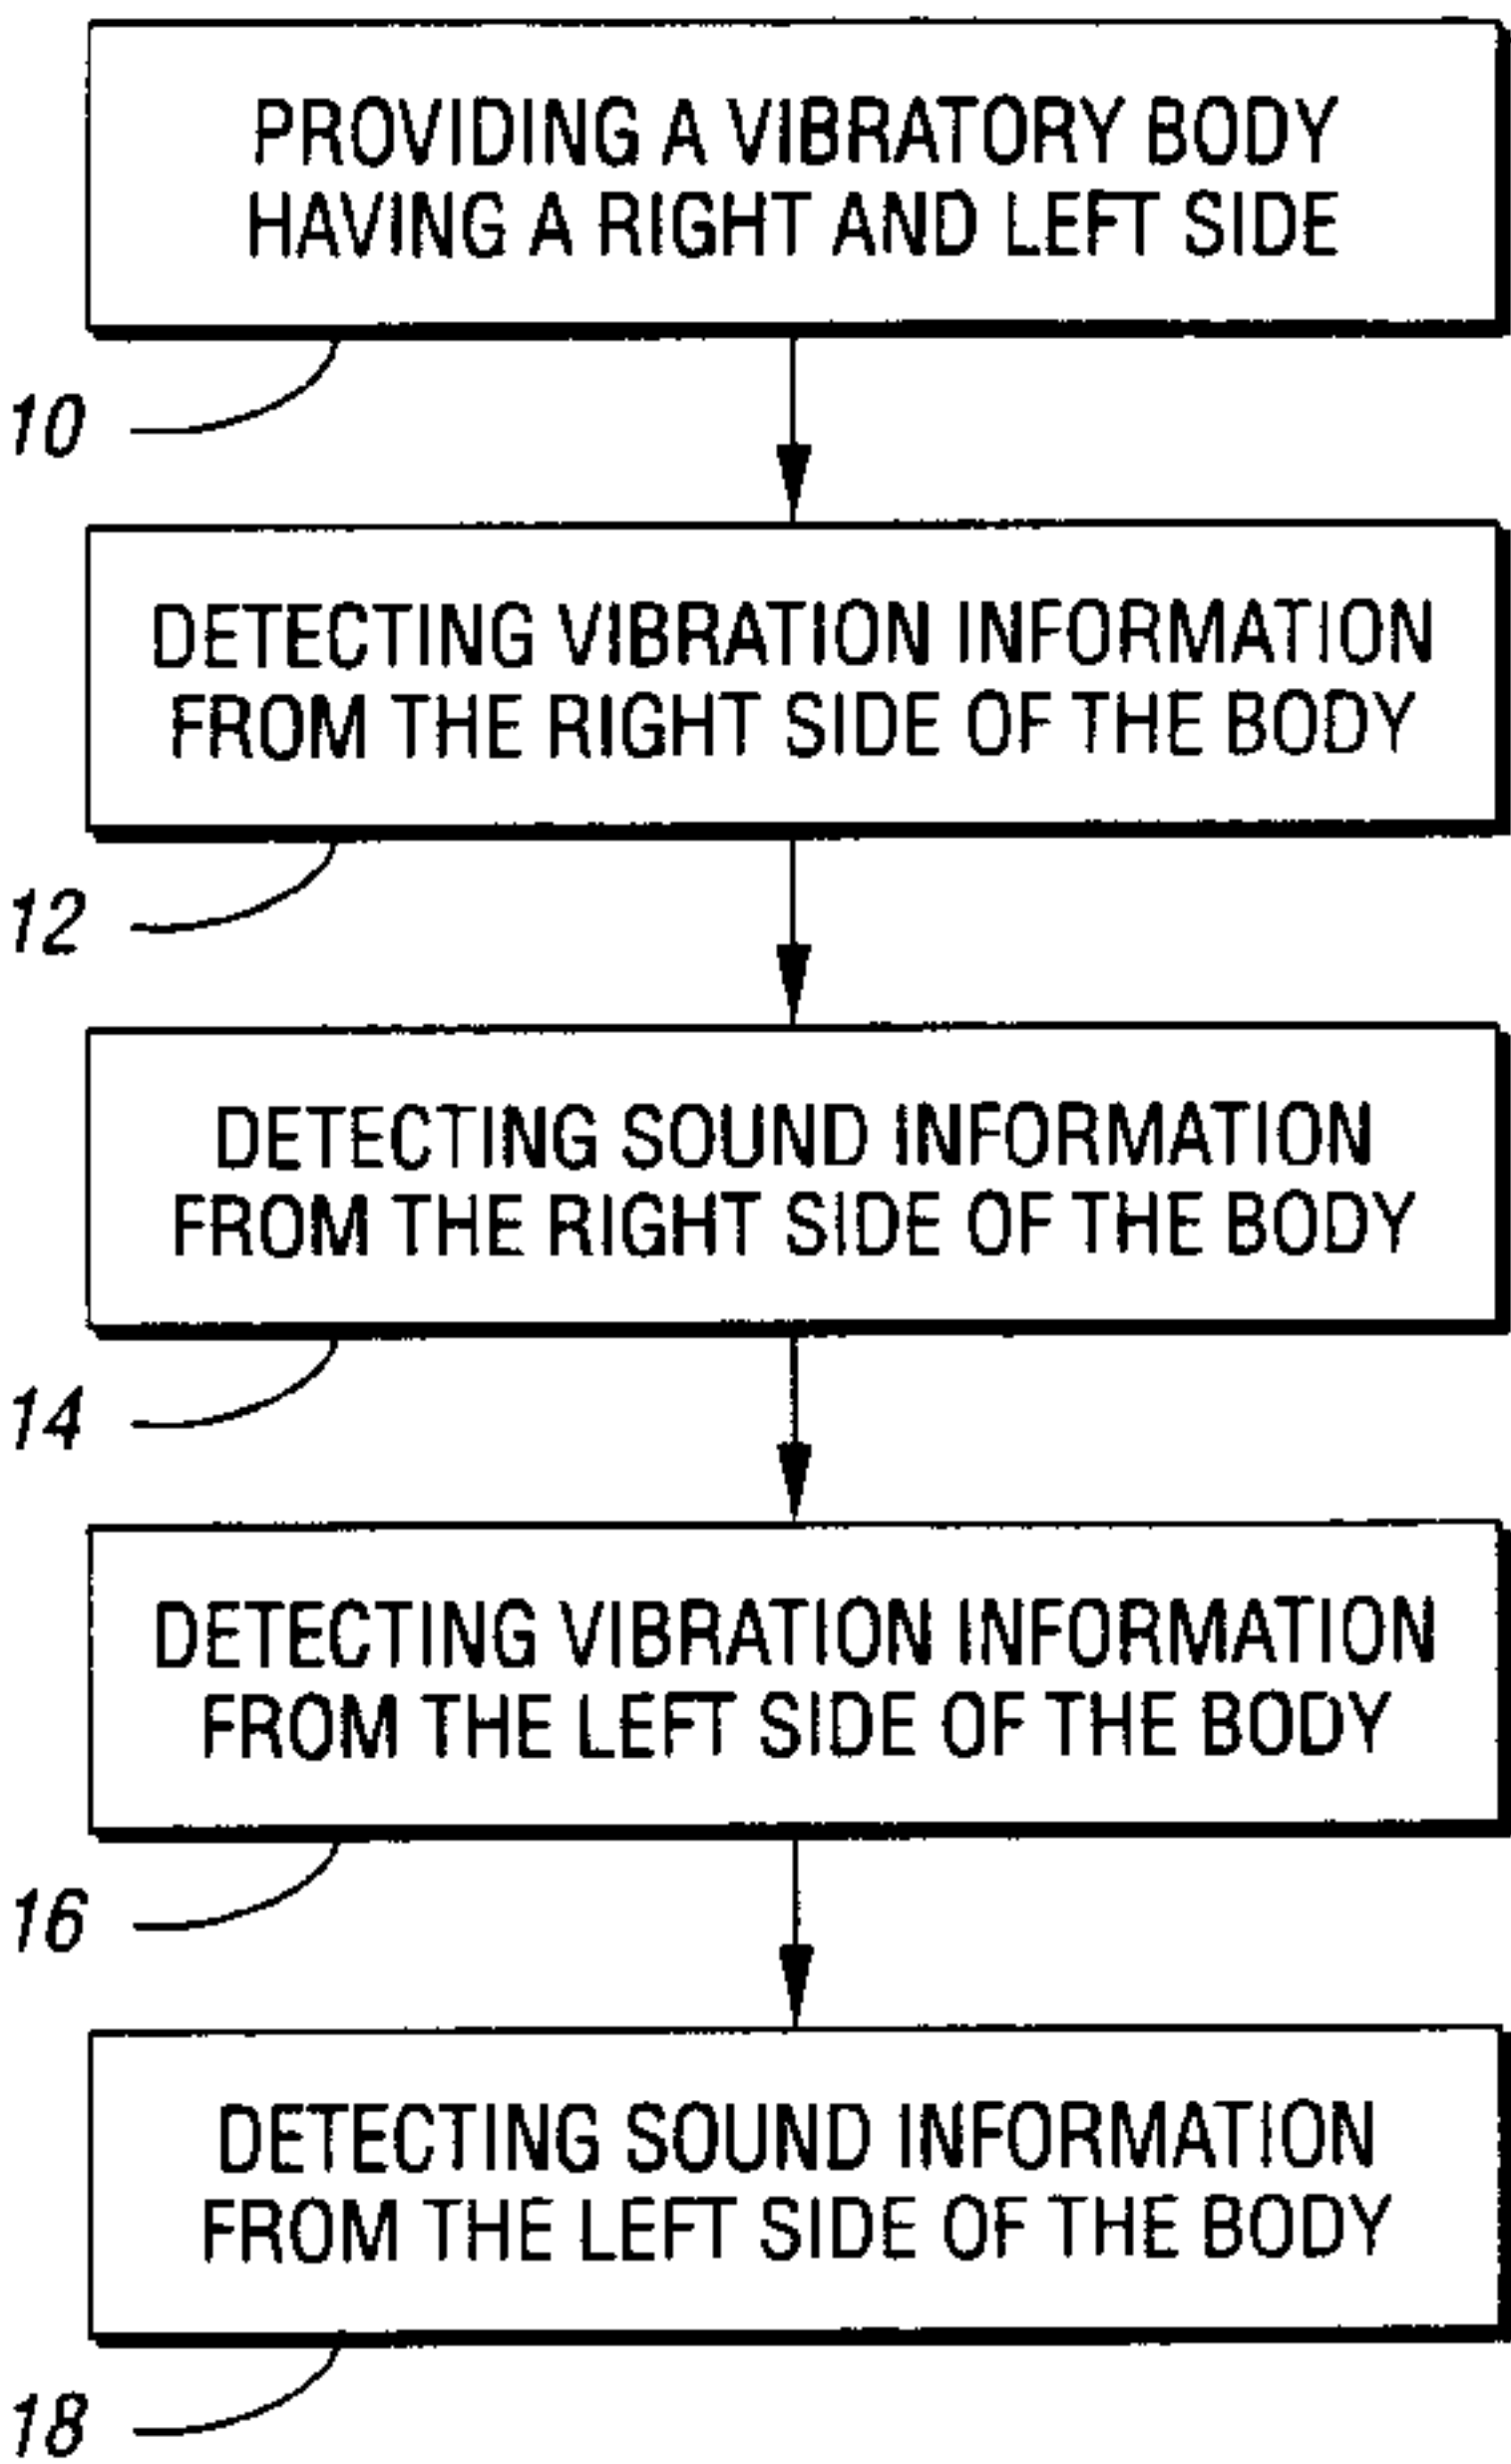 PROVIDING A VIBRATORY BODY
HAVING A RIGHT AND LEFT SIDE
10
DETECTING VIBRATION INFORMATION
FROM THE RIGHT SIDE OF THE BODY
12
DETECTING SOUND INFORMATION
FROM THE RIGHT SIDE OF THE BODY
14
DETECTING VIBRATION INFORMATION
FROM THE LEFT SIDE OF THE BODY
16
DETECTING SOUND INFORMATION
FROM THE LEFT SIDE OF THE BODY
18